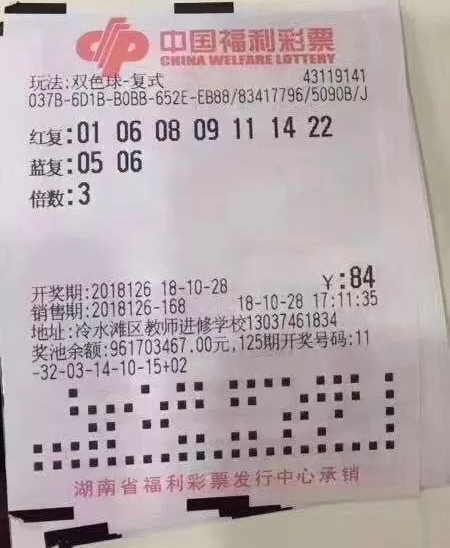 中国福利彩票
CHINA WELFARE LOTTERY
玩法:双色球-复式 43119141
037B-6D1B-B0BB-652E-EB88/83417796/5090B/J
红复:01 06 08 09 11 14 22
蓝复:05 06
倍数:3
开奖期:2018126 18-10-28 ¥:84
销售期:2018126-168 18-10-28 17:11:35
地址:冷水滩区教师进修学校13037461834
奖池余额:961703467.00元,125期开奖号码:11
-32-03-14-10-15+02
湖南省福利彩票发行中心承销